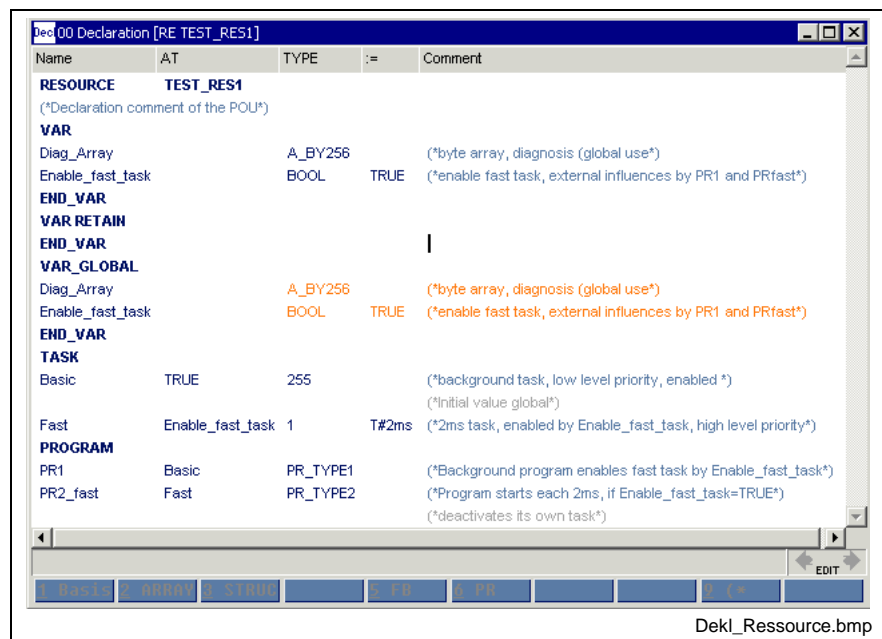 Decl 00 Declaration [RE TEST_RES1]
Name AT TYPE := Comment
RESOURCE TEST_RES1
(*Declaration comment of the POU*)
VAR
Diag_Array A_BY256 (*byte array, diagnosis (global use*)
Enable_fast_task BOOL TRUE (*enable fast task, external influences by PR1 and PRfast*)
END_VAR
VAR RETAIN
END_VAR
VAR_GLOBAL
Diag_Array A_BY256 (*byte array, diagnosis (global use*)
Enable_fast_task BOOL TRUE (*enable fast task, external influences by PR1 and PRfast*)
END_VAR
TASK
Basic TRUE 255 (*background task, low level priority, enabled *)
(*Initial value global*)
Fast Enable_fast_task 1 T#2ms (*2ms task, enabled by Enable_fast_task, high level priority*)
PROGRAM
PR1 Basic PR_TYPE1 (*Background program enables fast task by Enable_fast_task*)
PR2_fast Fast PR_TYPE2 (*Program starts each 2ms, if Enable_fast_task=TRUE*)
(*deactivates its own task*)
EDIT
1 Basis 2 ARRAY 3 STRUC 5 FB 6 PR 9 (*
Dekl_Ressource.bmp